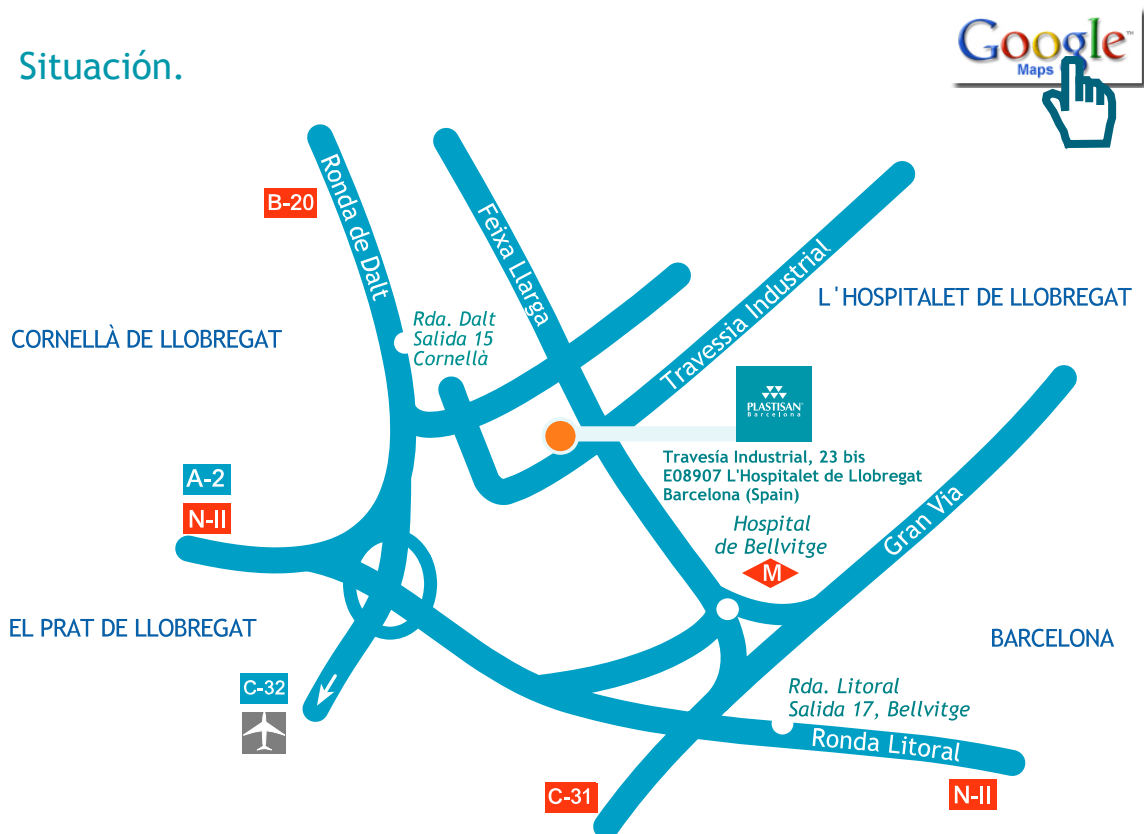 Situación.
Google™
Maps
B-20
Ronda de Dalt
Feixa Llarga
Travessia Industrial
L'HOSPITALET DE LLOBREGAT
CORNELLÀ DE LLOBREGAT
Rda. Dalt
Salida 15
Cornellà
PLASTISAN®
Barcelona
Travesía Industrial, 23 bis
E08907 L'Hospitalet de Llobregat
Barcelona (Spain)
A-2
N-II
Hospital
de Bellvitge
M
Gran Via
EL PRAT DE LLOBREGAT
BARCELONA
C-32
Rda. Litoral
Salida 17, Bellvitge
Ronda Litoral
C-31
N-II